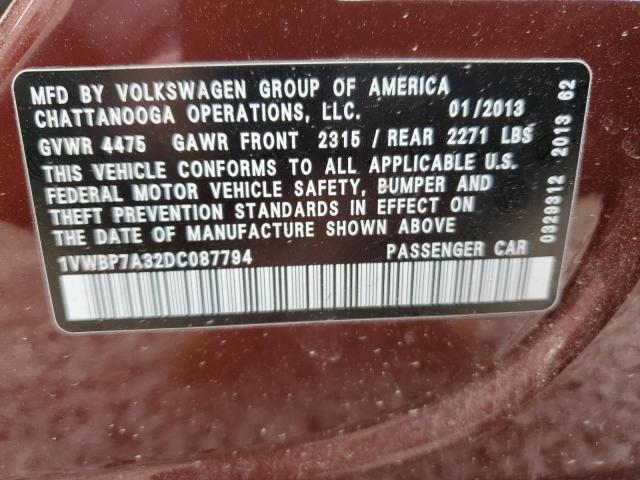 MFD BY VOLKSWAGEN GROUP OF AMERICA
CHATTANOOGA OPERATIONS, LLC. 01/2013
GVWR 4475 GAWR FRONT 2315 / REAR 2271 LBS
THIS VEHICLE CONFORMS TO ALL APPLICABLE U.S.
FEDERAL MOTOR VEHICLE SAFETY, BUMPER AND
THEFT PREVENTION STANDARDS IN EFFECT ON
THE DATE OF MANUFACTURE SHOWN ABOVE
1VWBP7A32DC087794 PASSENGER CAR
0329312 2013 62